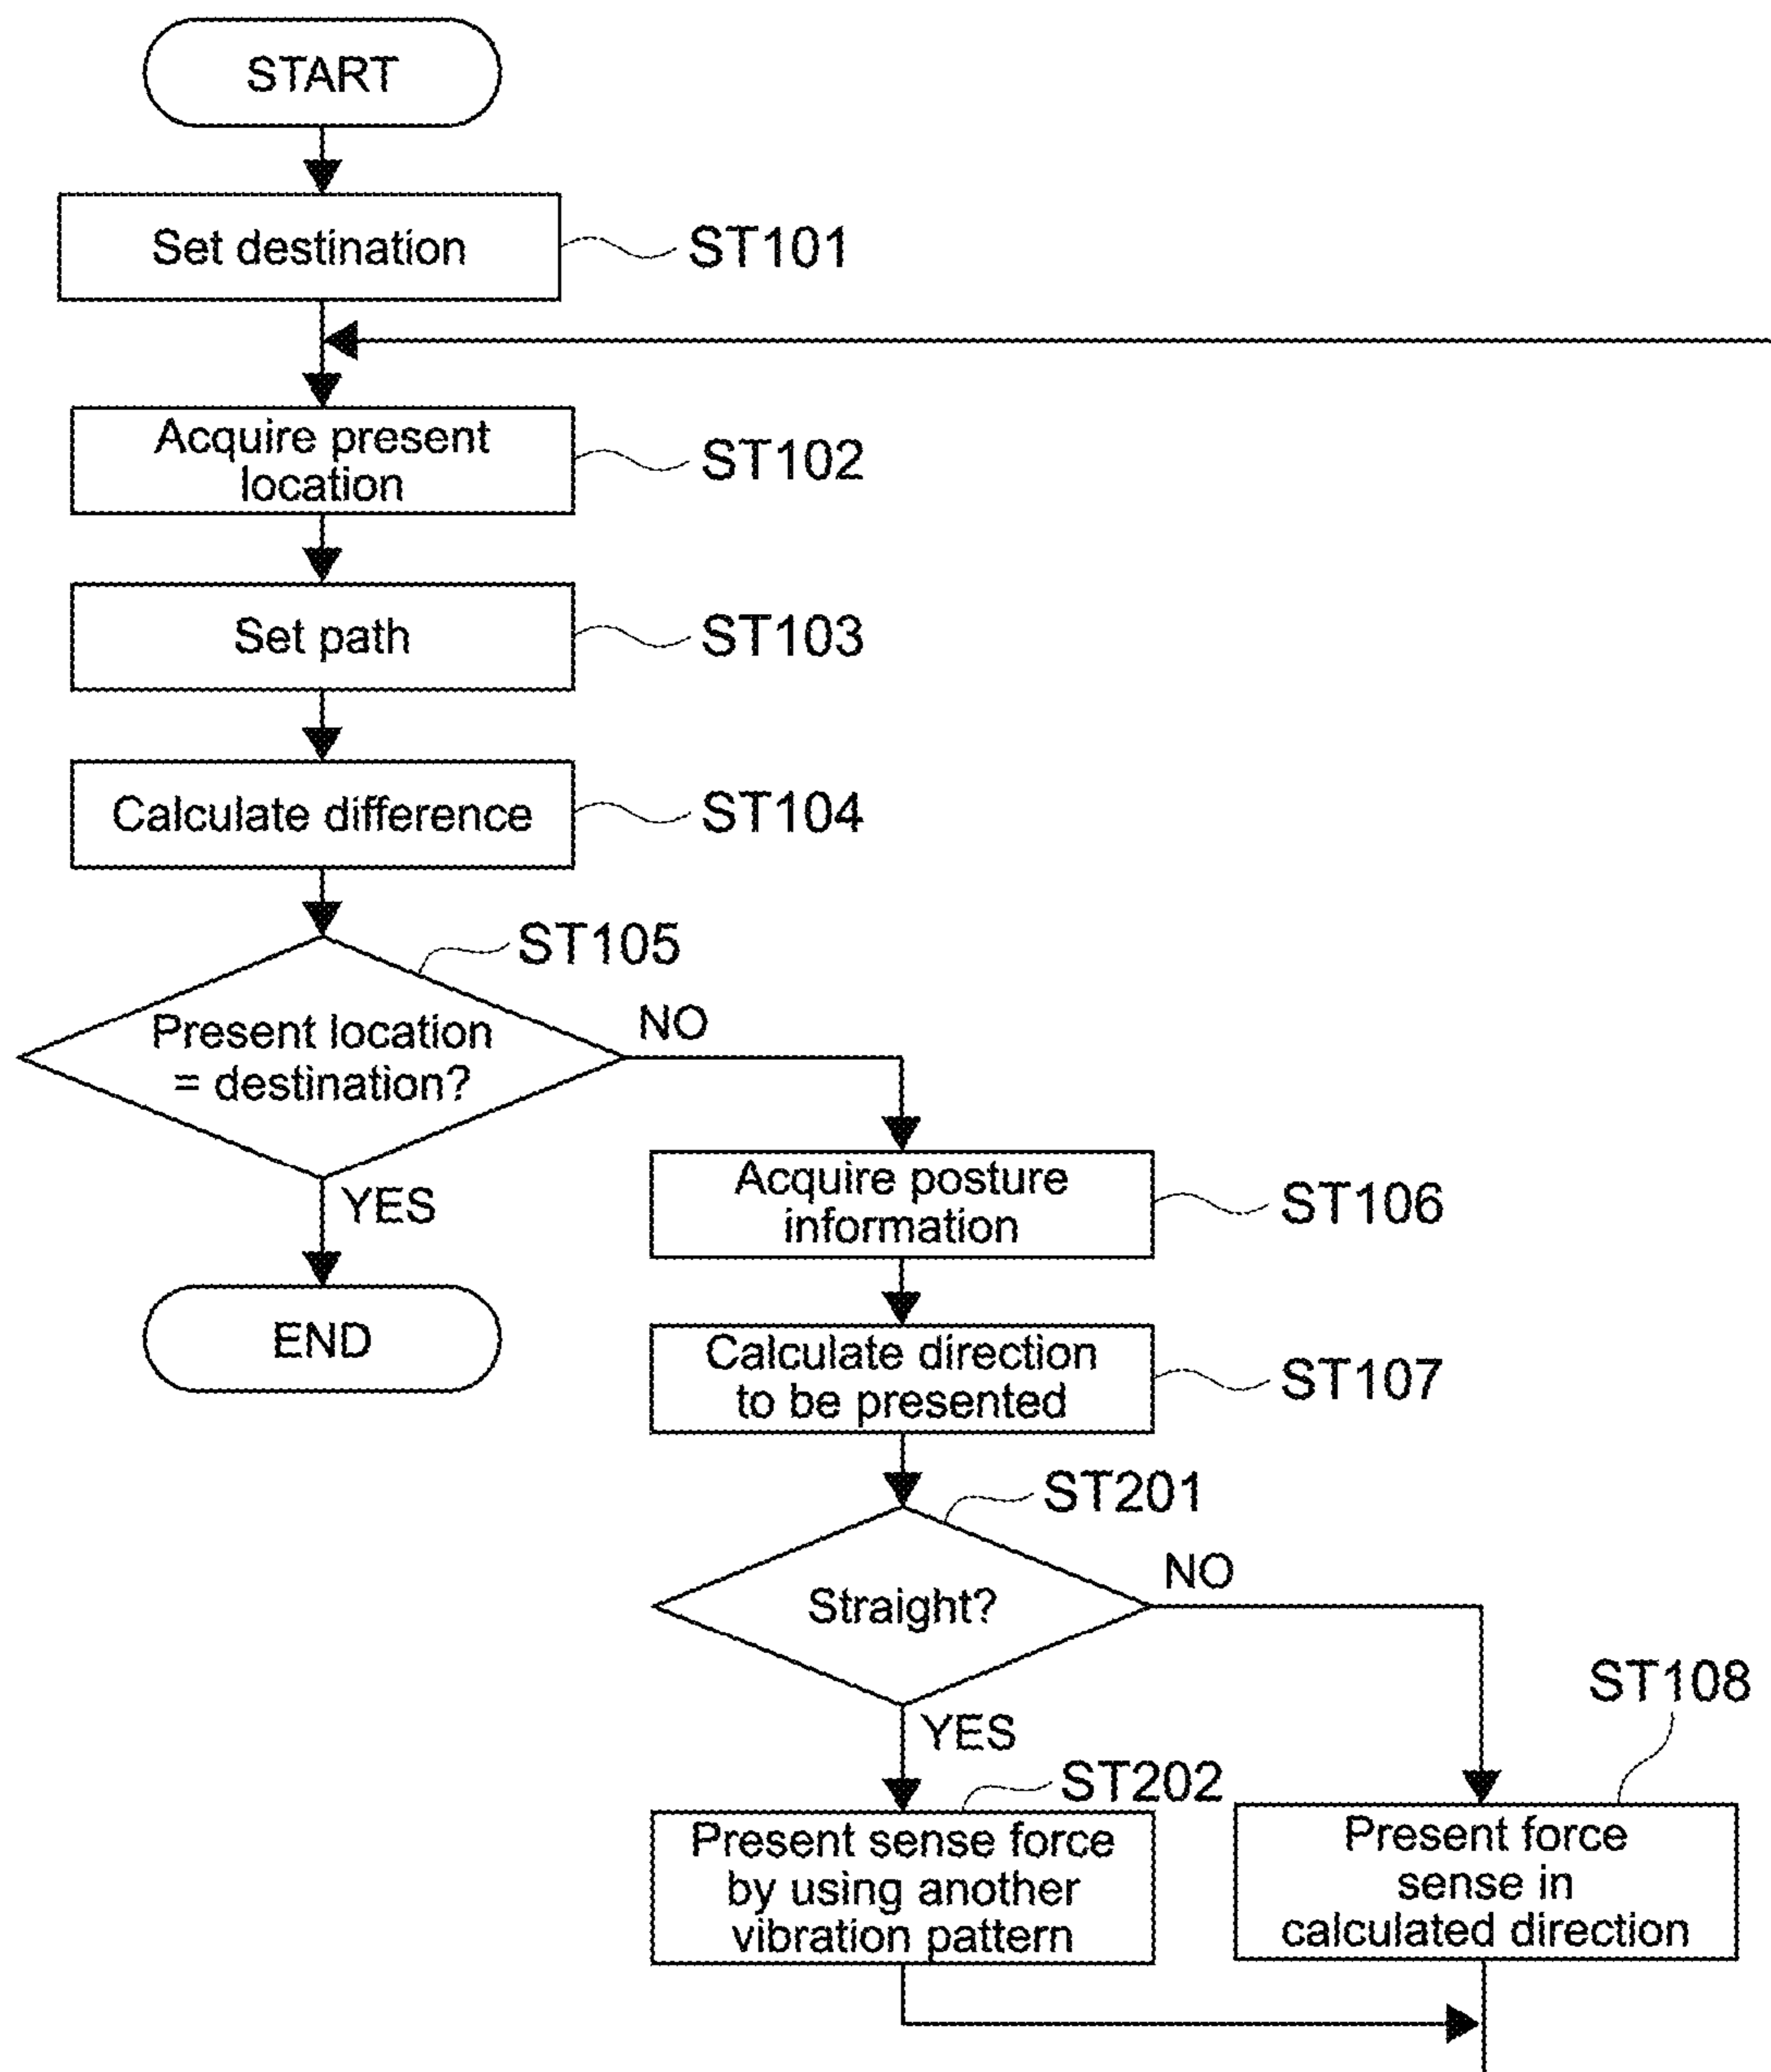 START
Set destination
ST101
Acquire present
location
ST102
Set path
ST103
Calculate difference
ST104
ST105
Present location
= destination?
NO
YES
END
Acquire posture
information
ST106
Calculate direction
to be presented
ST107
ST201
Straight?
NO
YES
ST202
Present sense force
by using another
vibration pattern
ST108
Present force
sense in
calculated direction